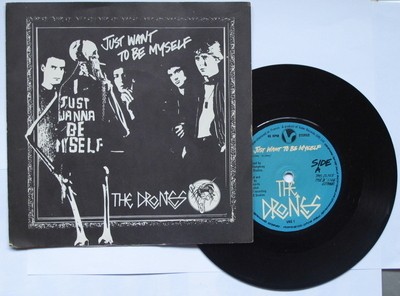 JUST WANT
TO BE MYSELF
I
JUST
WANNA
BE
MYSELF
THE DRONES
JUST WANT TO BE MYSELF
SIDE
A
THE
DRONES